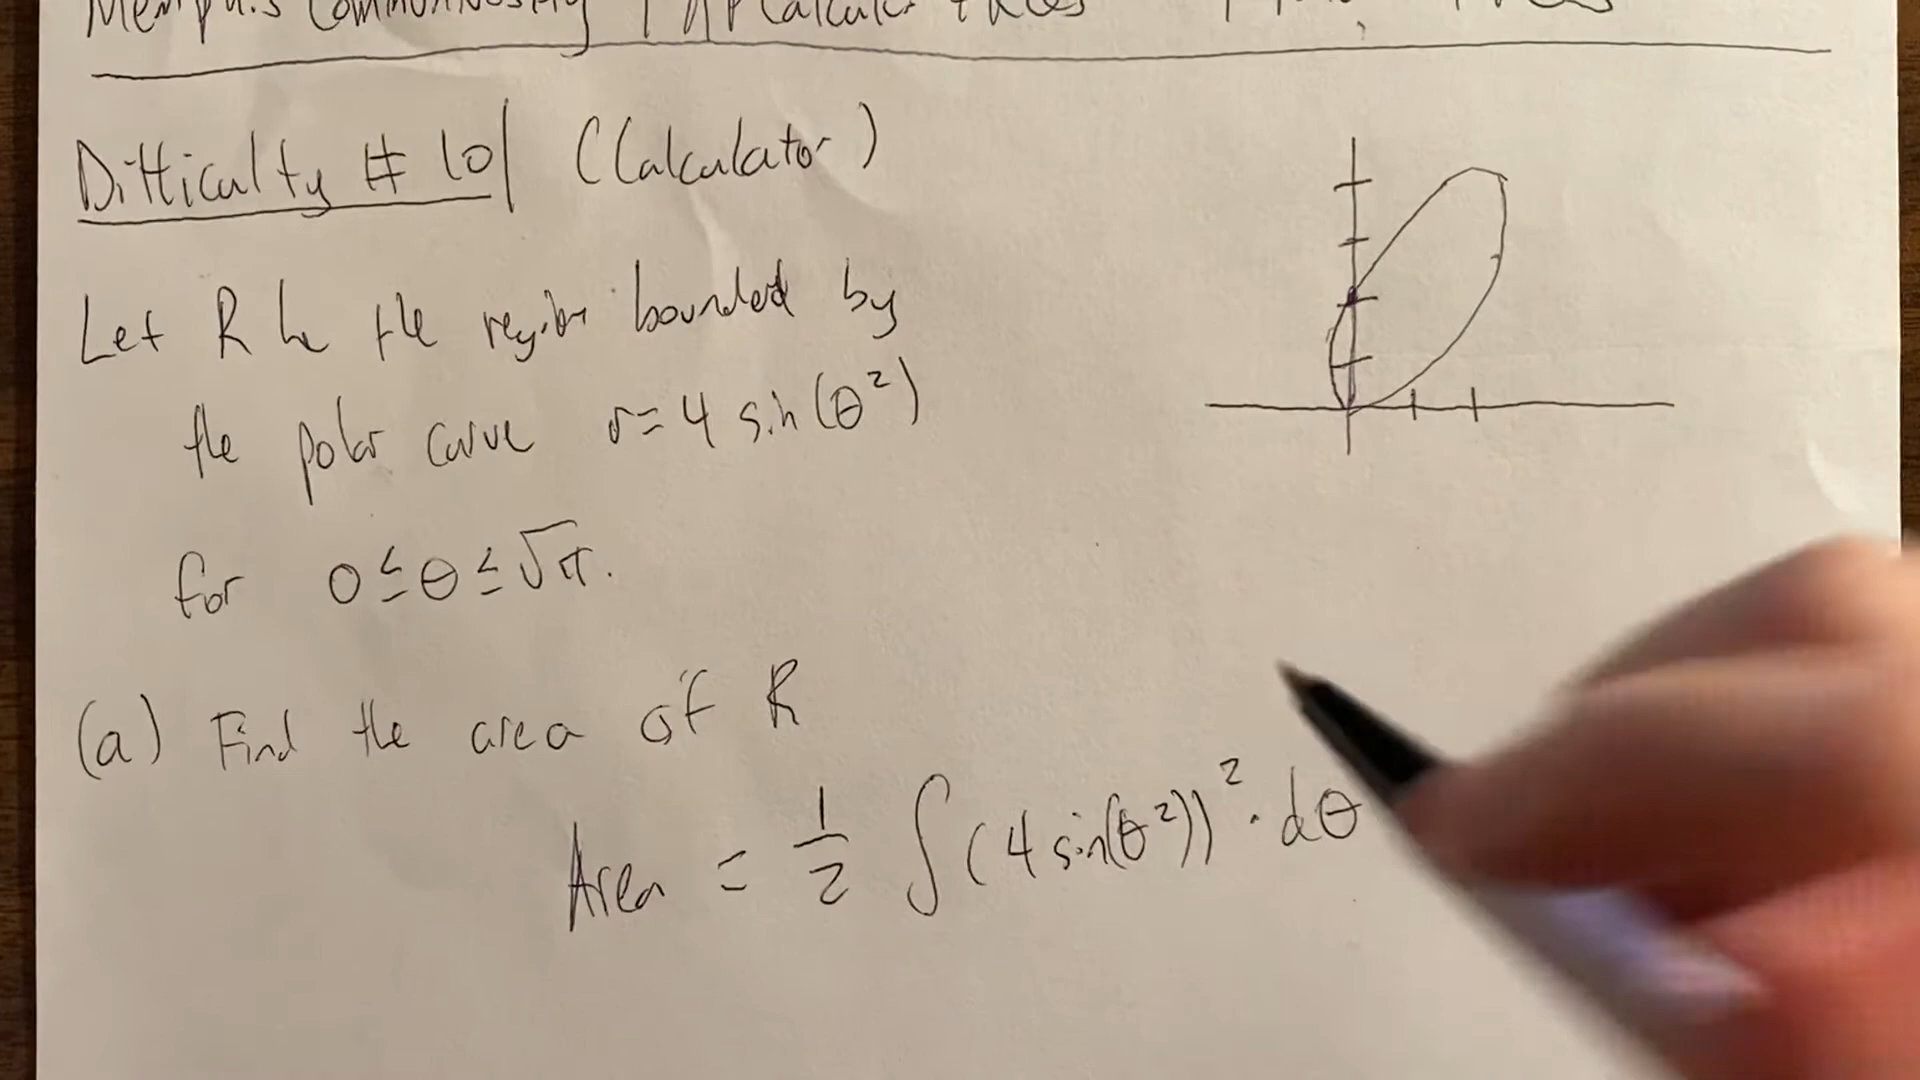 Difficulty # 10 (Calculator)
Let R be the region bounded by
the polar curve r = 4 sin(θ²)
for 0 ≤ θ ≤ √π.
(a) Find the area of R
Area = 1/2 ∫(4 sin(θ²))² · dθ